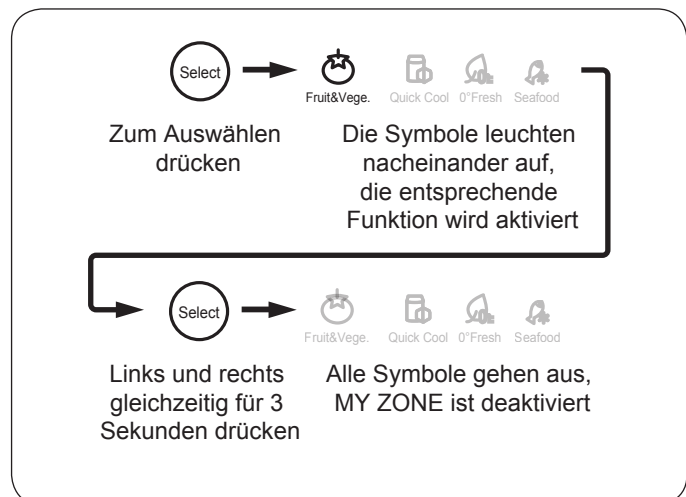 Select
Fruit&Vege. Quick Cool 0°Fresh Seafood
Zum Auswählen
drücken
Die Symbole leuchten
nacheinander auf,
die entsprechende
Funktion wird aktiviert
Select
Fruit&Vege. Quick Cool 0°Fresh Seafood
Links und rechts
gleichzeitig für 3
Sekunden drücken
Alle Symbole gehen aus,
MY ZONE ist deaktiviert